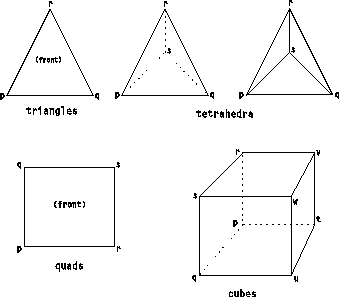 r
r
r
(front)
s
s
p
q
p
q
p
q
triangles
tetrahedra
q
s
r
v
(front)
s
w
p
t
p
r
q
u
quads
cubes